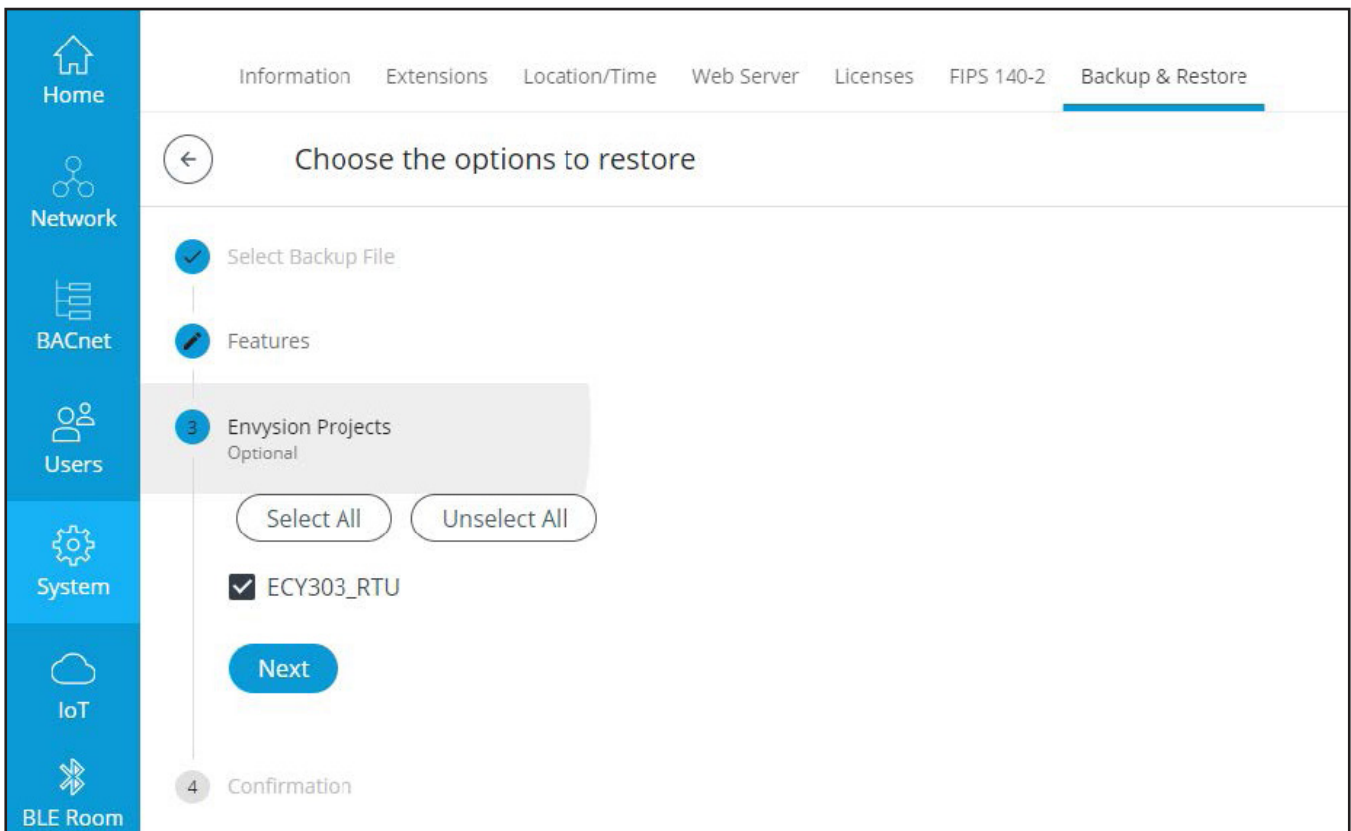 Home
Network
BACnet
Users
System
IoT
BLE Room
Information Extensions Location/Time Web Server Licenses FIPS 140-2 Backup & Restore
Choose the options to restore
Select Backup File
Features
3 Envysion Projects
Optional
Select All Unselect All
ECY303_RTU
Next
4 Confirmation